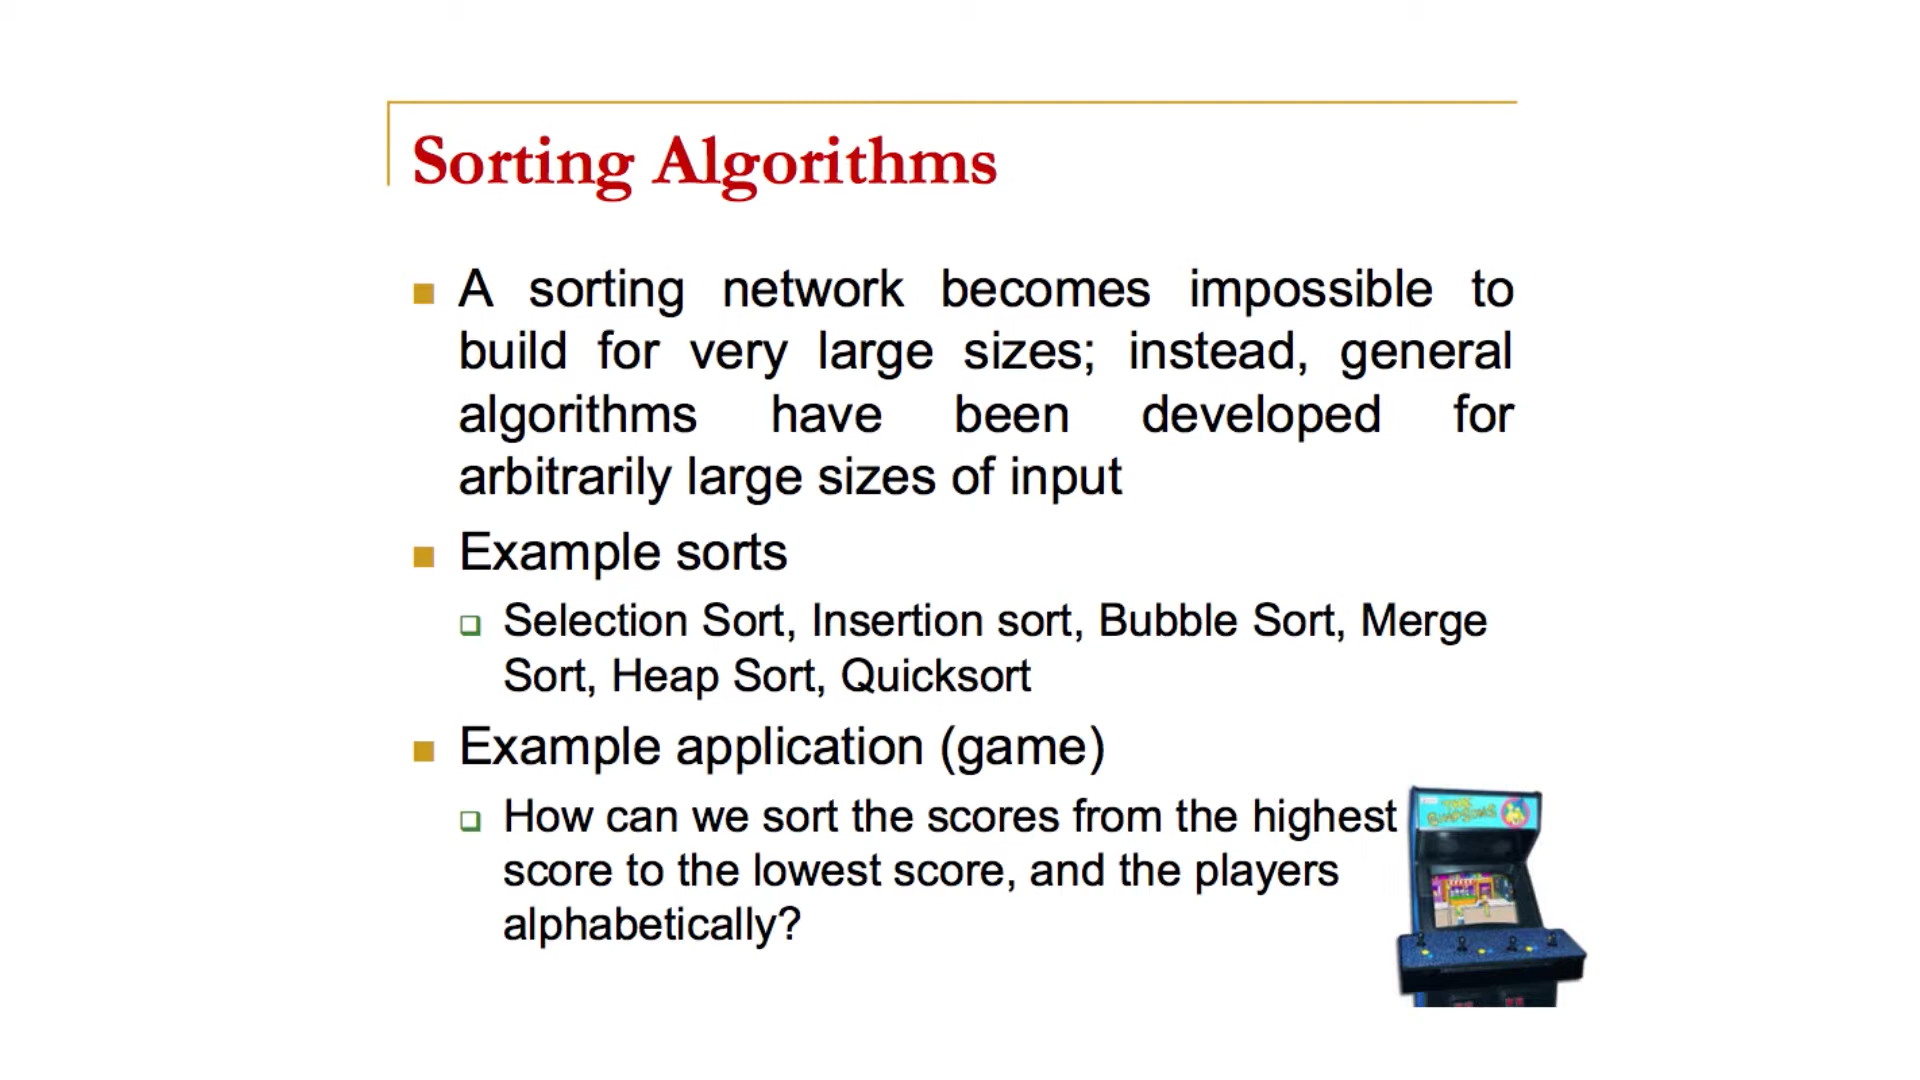 Sorting Algorithms
A sorting network becomes impossible to
build for very large sizes; instead, general
algorithms have been developed for
arbitrarily large sizes of input
Example sorts
Selection Sort, Insertion sort, Bubble Sort, Merge
Sort, Heap Sort, Quicksort
Example application (game)
How can we sort the scores from the highest
score to the lowest score, and the players
alphabetically?